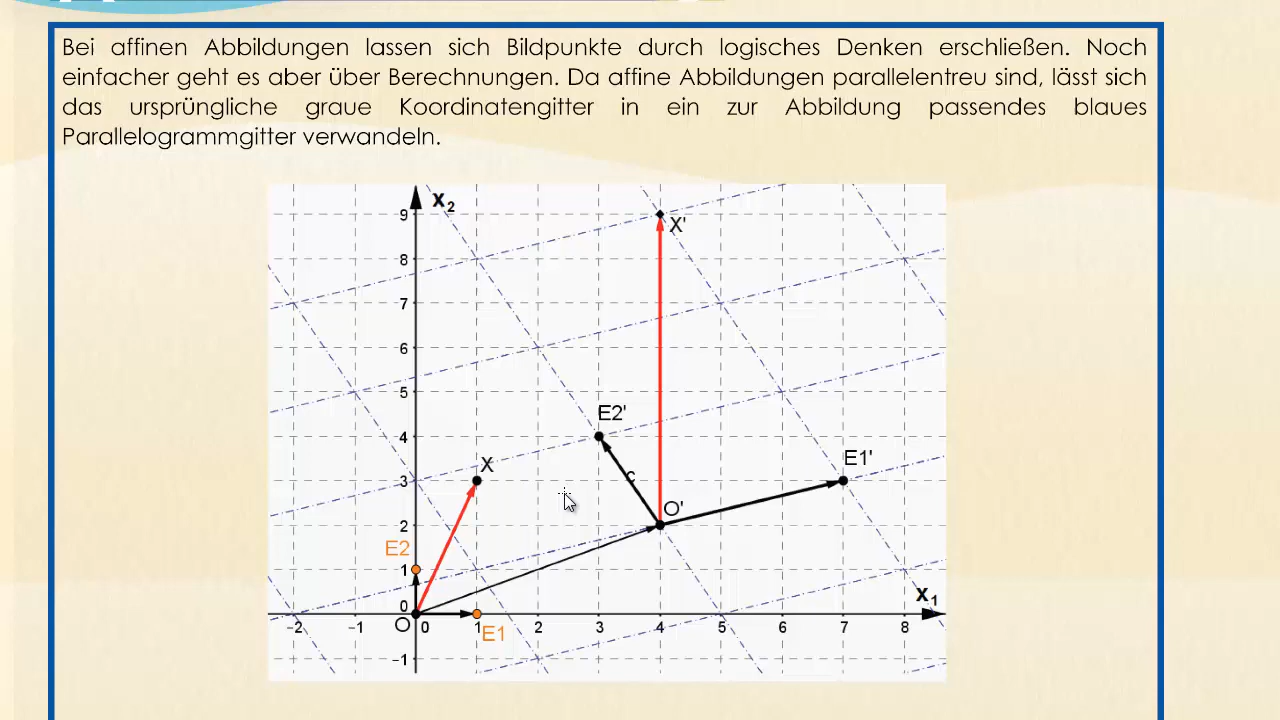 Bei affinen Abbildungen lassen sich Bildpunkte durch logisches Denken erschließen. Noch
einfacher geht es aber über Berechnungen. Da affine Abbildungen parallelentreu sind, lässt sich
das ursprüngliche graue Koordinatengitter in ein zur Abbildung passendes blaues
Parallelogrammgitter verwandeln.
x₂
9
X'
8
7
6
5
E2'
4
E1'
X
c
3
O'
2
E2
1
x₁
0
O
−2 −1 0 1 2 3 4 5 6 7 8
E1
−1